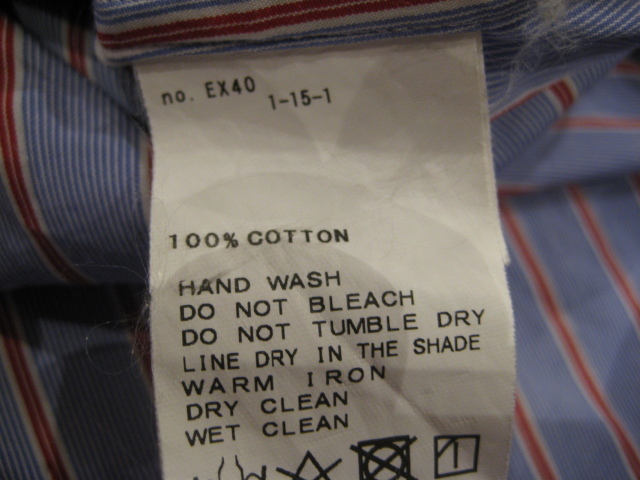 no. EX40 1-15-1
100% COTTON
HAND WASH
DO NOT BLEACH
DO NOT TUMBLE DRY
LINE DRY IN THE SHADE
WARM IRON
DRY CLEAN
WET CLEAN